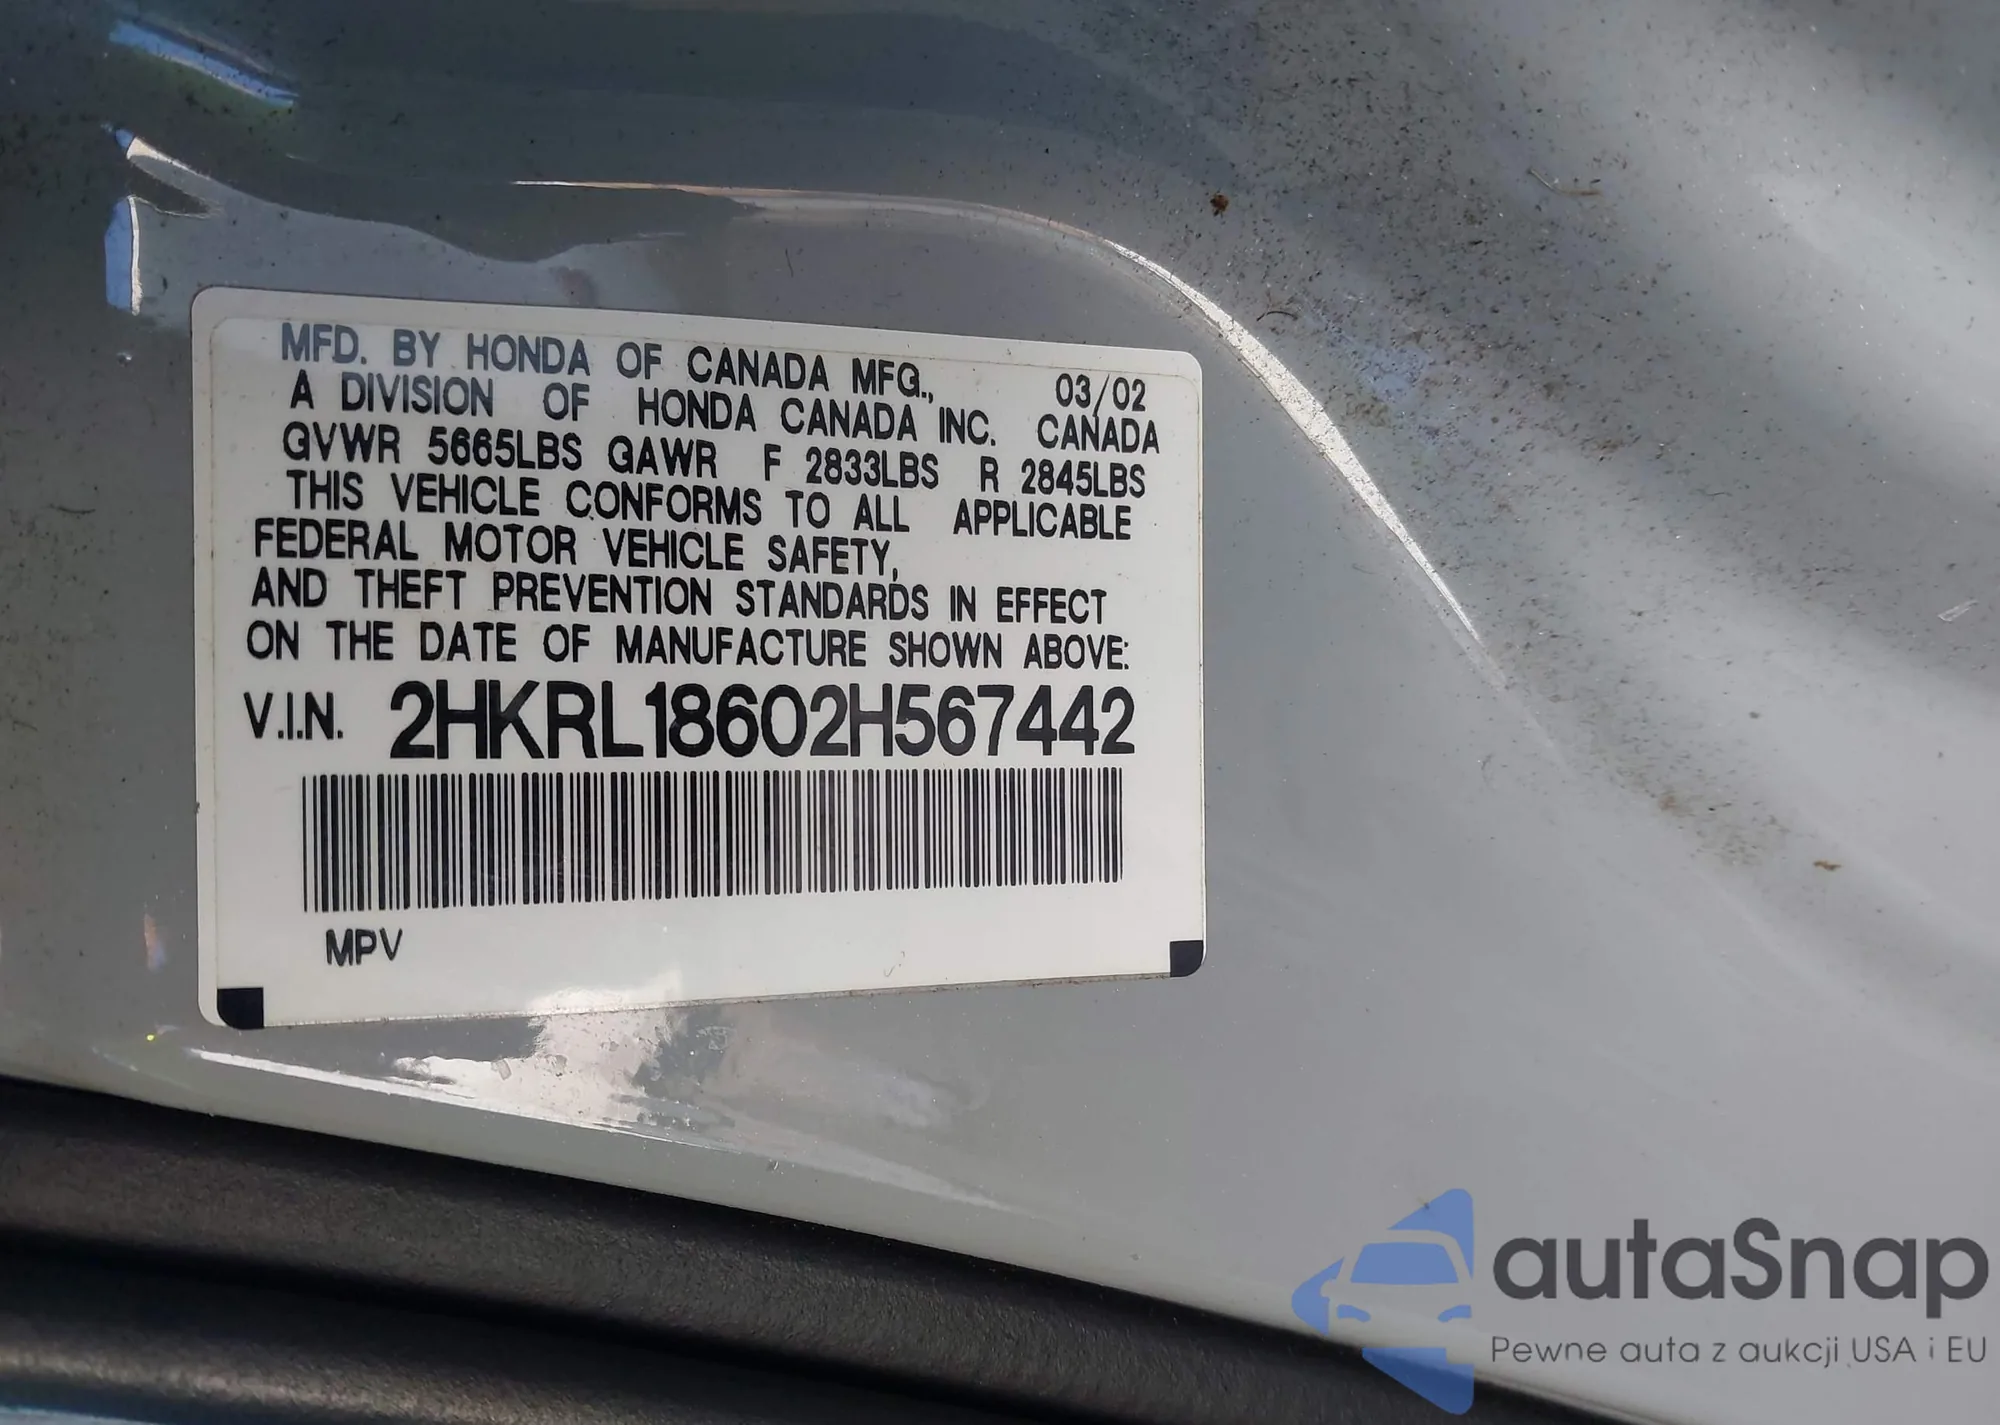 MFD. BY HONDA OF CANADA MFG., 03/02
A DIVISION OF HONDA CANADA INC. CANADA
GVWR 5665LBS GAWR F 2833LBS R 2845LBS
THIS VEHICLE CONFORMS TO ALL APPLICABLE
FEDERAL MOTOR VEHICLE SAFETY,
AND THEFT PREVENTION STANDARDS IN EFFECT
ON THE DATE OF MANUFACTURE SHOWN ABOVE:
V.I.N. 2HKRL18602H567442
MPV
autaSnap
Pewne auta z aukcji USA i EU